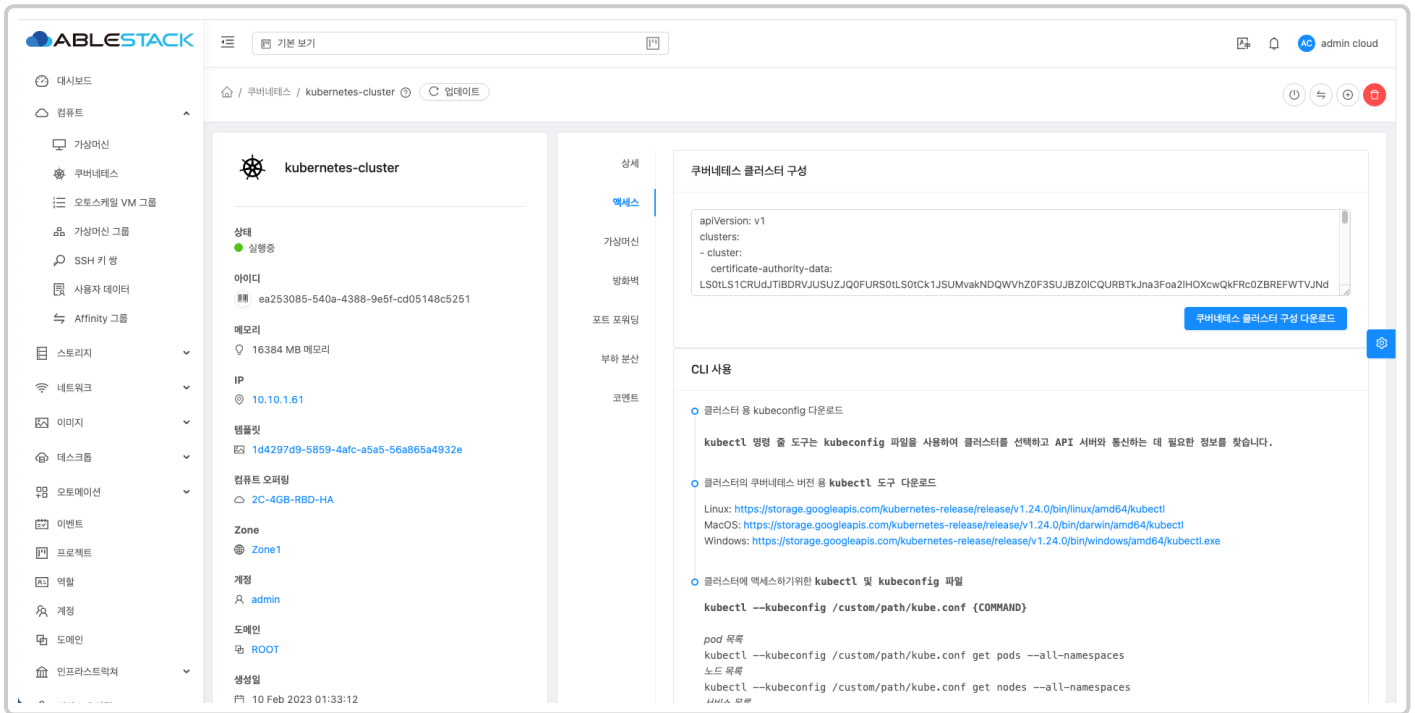 ABLESTACK
기본 보기
admin cloud
AC
대시보드
컴퓨트
가상머신
쿠버네티스
오토스케일 VM 그룹
가상머신 그룹
SSH 키 쌍
사용자 데이터
Affinity 그룹
스토리지
네트워크
이미지
데스크톱
오토메이션
이벤트
프로젝트
역할
계정
도메인
인프라스트럭쳐
/ 쿠버네티스 / kubernetes-cluster
업데이트
kubernetes-cluster
상태
실행중
아이디
ea253085-540a-4388-9e5f-cd05148c5251
메모리
16384 MB 메모리
IP
10.10.1.61
템플릿
1d4297d9-5859-4afc-a5a5-56a865a4932e
컴퓨트 오퍼링
2C-4GB-RBD-HA
Zone
Zone1
계정
admin
도메인
ROOT
생성일
10 Feb 2023 01:33:12
상세
액세스
가상머신
방화벽
포트 포워딩
부하 분산
코멘트
쿠버네티스 클러스터 구성
apiVersion: v1
clusters:
- cluster:
certificate-authority-data:
쿠버네티스 클러스터 구성 다운로드
CLI 사용
클러스터 용 kubeconfig 다운로드
kubectl 명령 줄 도구는 kubeconfig 파일을 사용하여 클러스터를 선택하고 API 서버와 통신하는 데 필요한 정보를 찾습니다.
클러스터의 쿠버네티스 버전 용 kubectl 도구 다운로드
Linux: https://storage.googleapis.com/kubernetes-release/release/v1.24.0/bin/linux/amd64/kubectl
MacOS: https://storage.googleapis.com/kubernetes-release/release/v1.24.0/bin/darwin/amd64/kubectl
Windows: https://storage.googleapis.com/kubernetes-release/release/v1.24.0/bin/windows/amd64/kubectl.exe
클러스터에 액세스하기위한 kubectl 및 kubeconfig 파일
kubectl --kubeconfig /custom/path/kube.conf {COMMAND}
pod 목록
kubectl --kubeconfig /custom/path/kube.conf get pods --all-namespaces
노드 목록
kubectl --kubeconfig /custom/path/kube.conf get nodes --all-namespaces